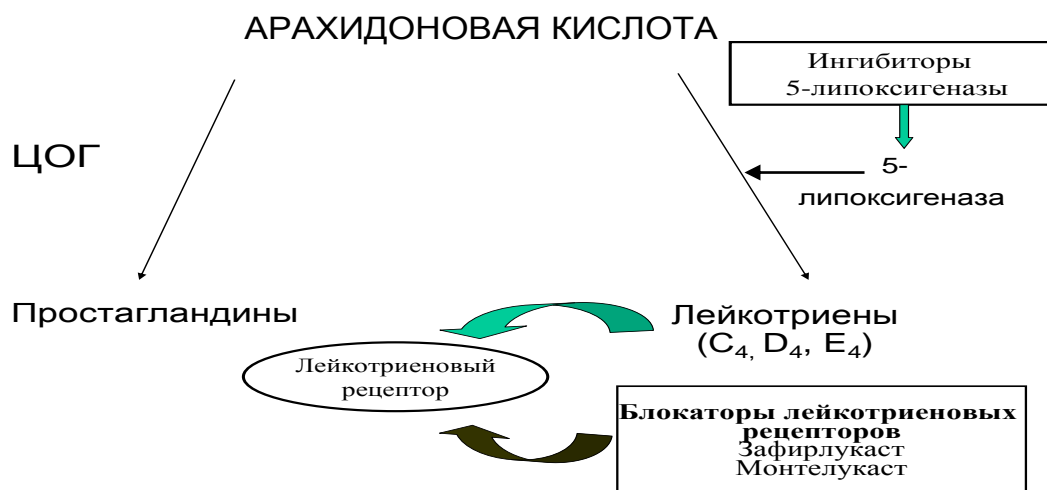 АРАХИДОНОВАЯ КИСЛОТА
Ингибиторы
5-липоксигеназы
ЦОГ
5-
липоксигеназа
Простагландины
Лейкотриены
(C₄, D₄, E₄)
Лейкотриеновый
рецептор
Блокаторы лейкотриеновых
рецепторов
Зафирлукаст
Монтелукаст